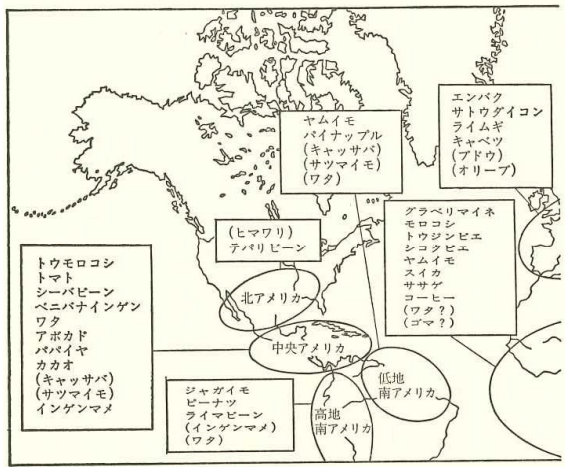 ヤムイモ
パイナップル
(キャッサバ)
(サツマイモ)
(ワタ)
エンバク
サトウダイコン
ライムギ
キャベツ
(ブドウ)
(オリーブ)
(ヒマワリ)
テパリビーン
グラベリマイネ
モロコシ
トウジンビエ
シコクビエ
ヤムイモ
スイカ
ササゲ
コーヒー
(ワタ?)
(ゴマ?)
トウモロコシ
トマト
シーバビーン
ベニバナインゲン
ワタ
アボカド
パパイヤ
カカオ
(キャッサバ)
(サツマイモ)
インゲンマメ
北アメリカ
中央アメリカ
ジャガイモ
ピーナツ
ライマビーン
(インゲンマメ)
(ワタ)
高地
南アメリカ
低地
南アメリカ